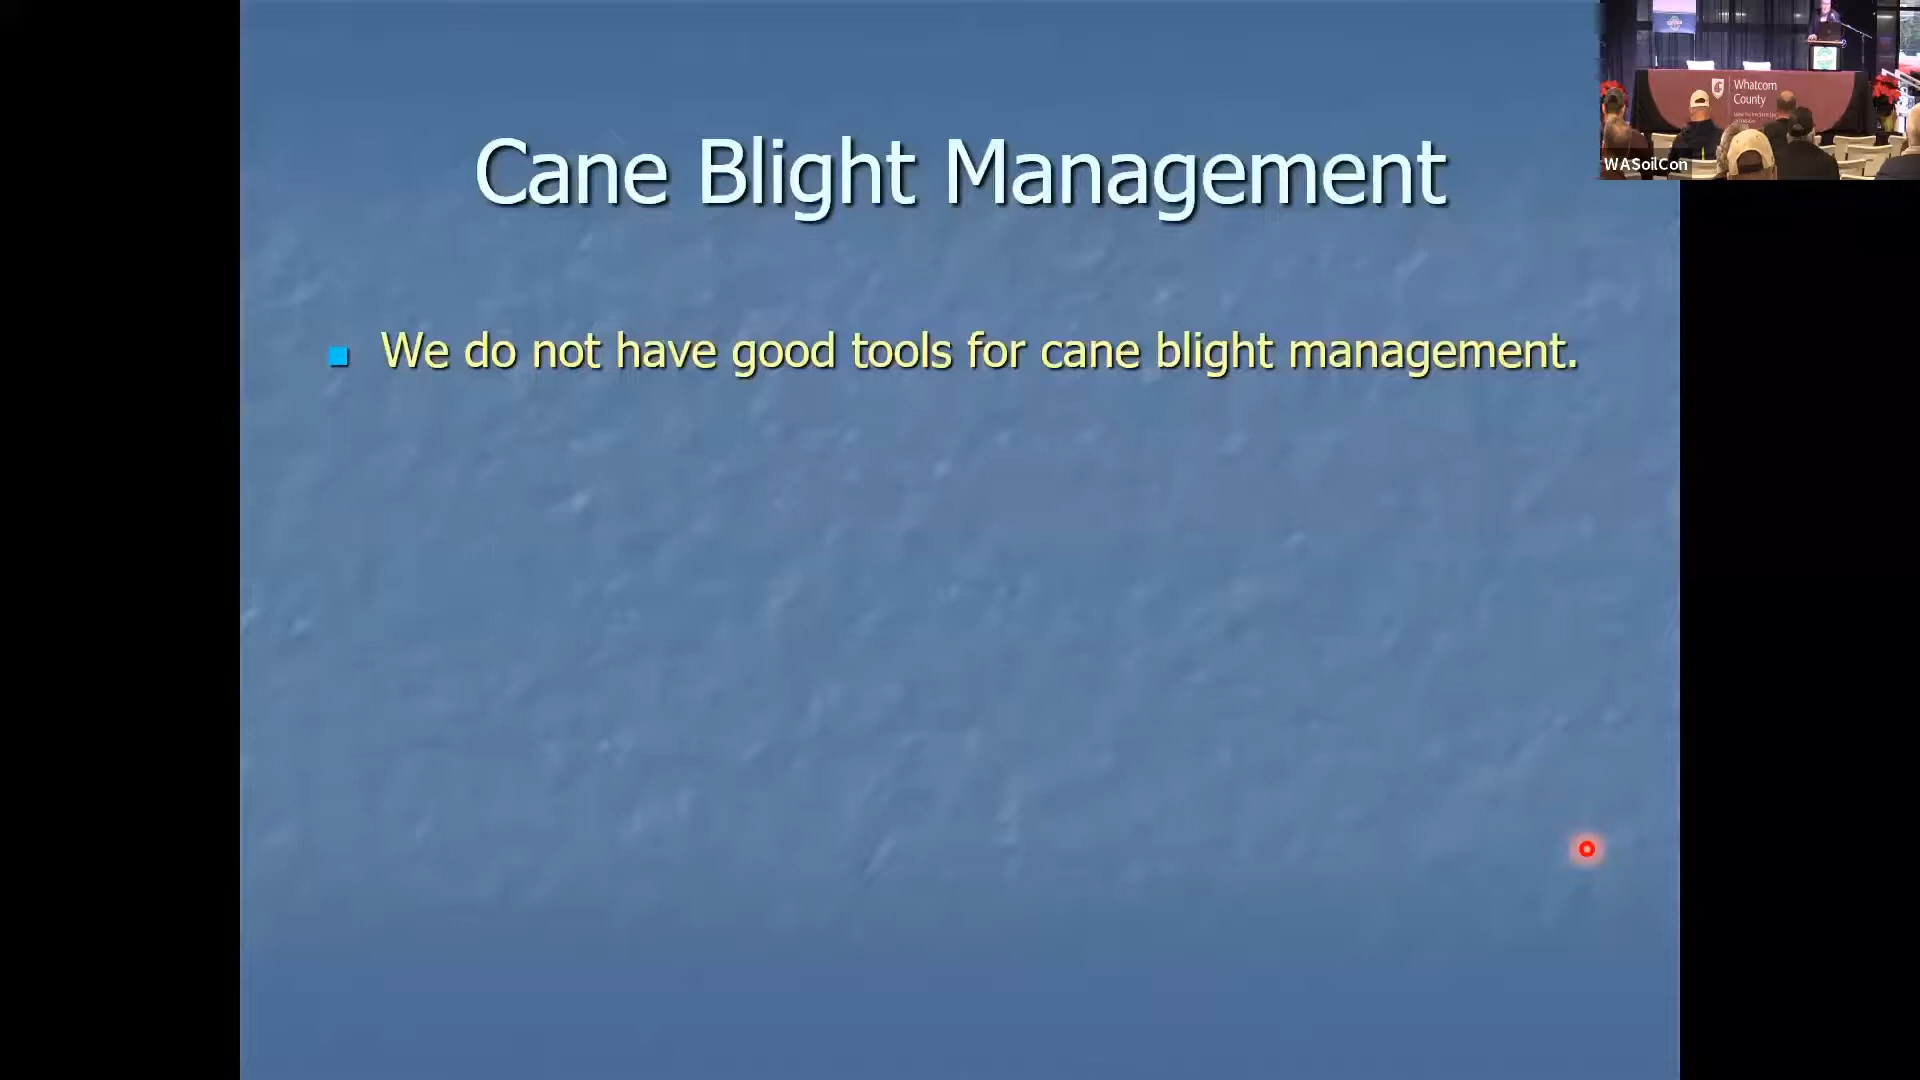 Cane Blight Management
We do not have good tools for cane blight management.
Whatcom
County
WASoilCon